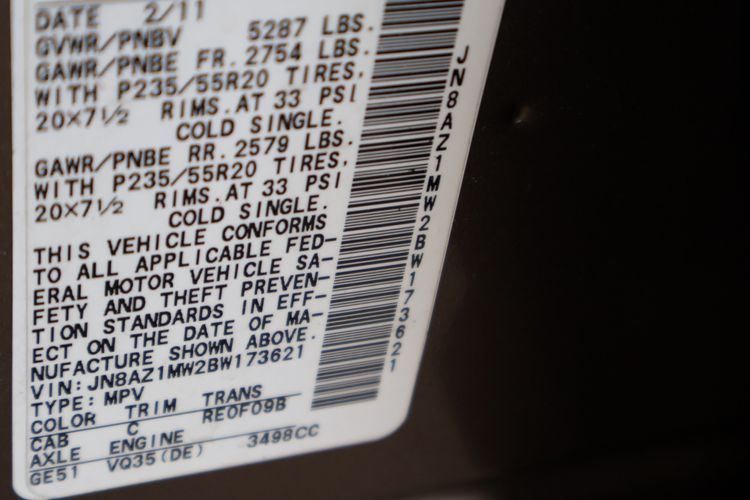 DATE 2/11
GVWR/PNBV 5287 LBS.
GAWR/PNBE FR. 2754 LBS.
WITH P235/55R20 TIRES,
20×7½ RIMS. AT 33 PSI
COLD SINGLE.
GAWR/PNBE RR. 2579 LBS.
WITH P235/55R20 TIRES,
20×7½ RIMS. AT 33 PSI
COLD SINGLE.
THIS VEHICLE CONFORMS
TO ALL APPLICABLE FED-
ERAL MOTOR VEHICLE SA-
FETY AND THEFT PREVEN-
TION STANDARDS IN EFF-
ECT ON THE DATE OF MA-
NUFACTURE SHOWN ABOVE.
VIN: JN8AZ1MW2BW173621
TYPE: MPV
COLOR TRIM TRANS
CAB C RE0F09B
AXLE ENGINE
GE51 VQ35(DE) 3498CC
JN8AZ1MW2BW173621